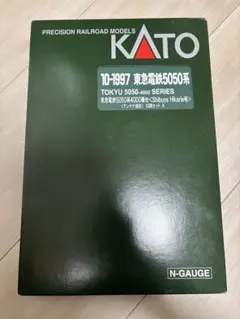 PRECISION RAILROAD MODELS
KATO
10-1997 東急電鉄5050系
TOKYU 5050-4000 SERIES
東急電鉄5050系4000番台<Shibuya Hikarie号>
N-GAUGE